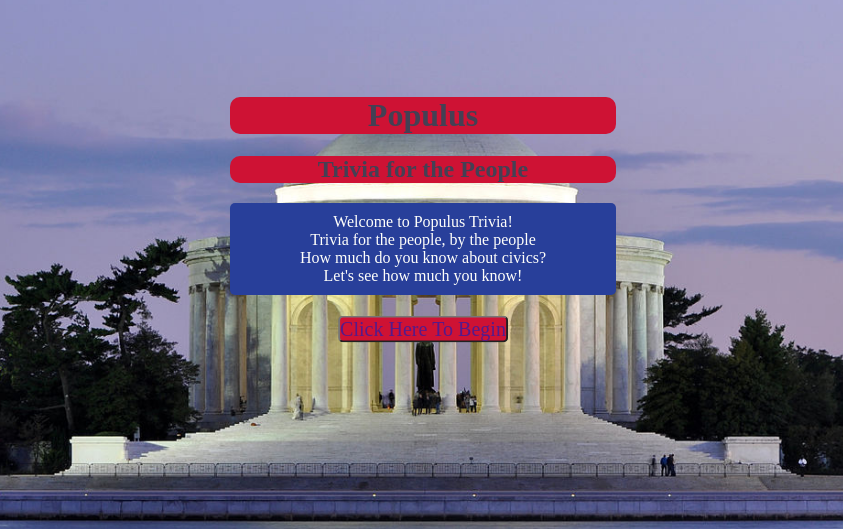 Populus
Trivia for the People
Welcome to Populus Trivia!
Trivia for the people, by the people
How much do you know about civics?
Let's see how much you know!
Click Here To Begin